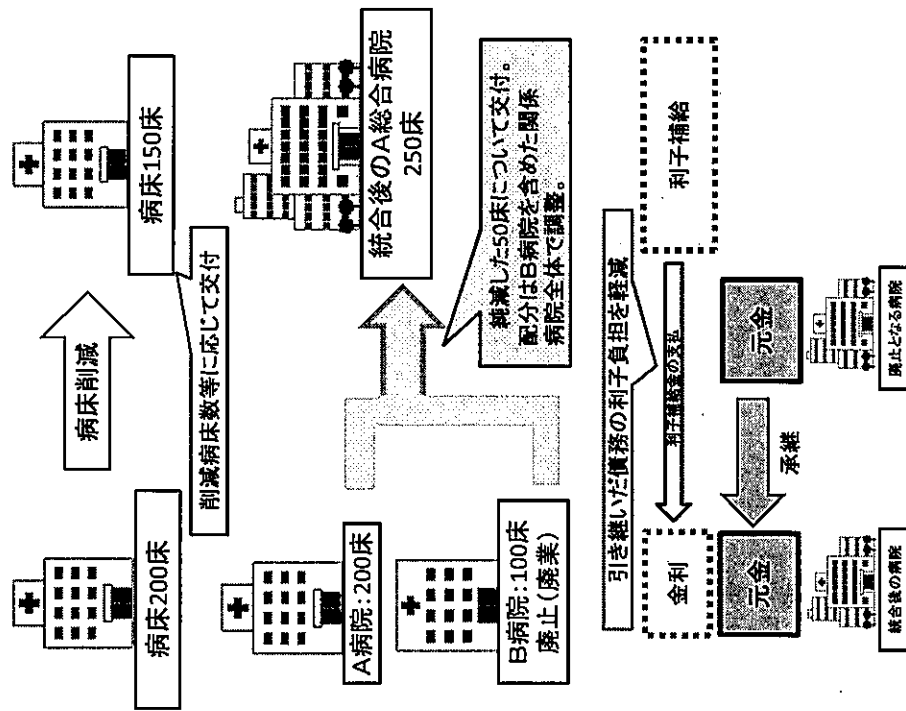 病床200床
病床削減
病床150床
削減病床数等に応じて交付
A病院:200床
B病院:100床
廃止(廃業)
統合後のA総合病院
250床
純減した50床について交付。
配分はB病院を含めた関係
病院全体で調整。
引き継いだ債務の利子負担を軽減
金利
利子補給金の支払
利子補給
元金
承継
元金
統合後の病院
廃止となる病院